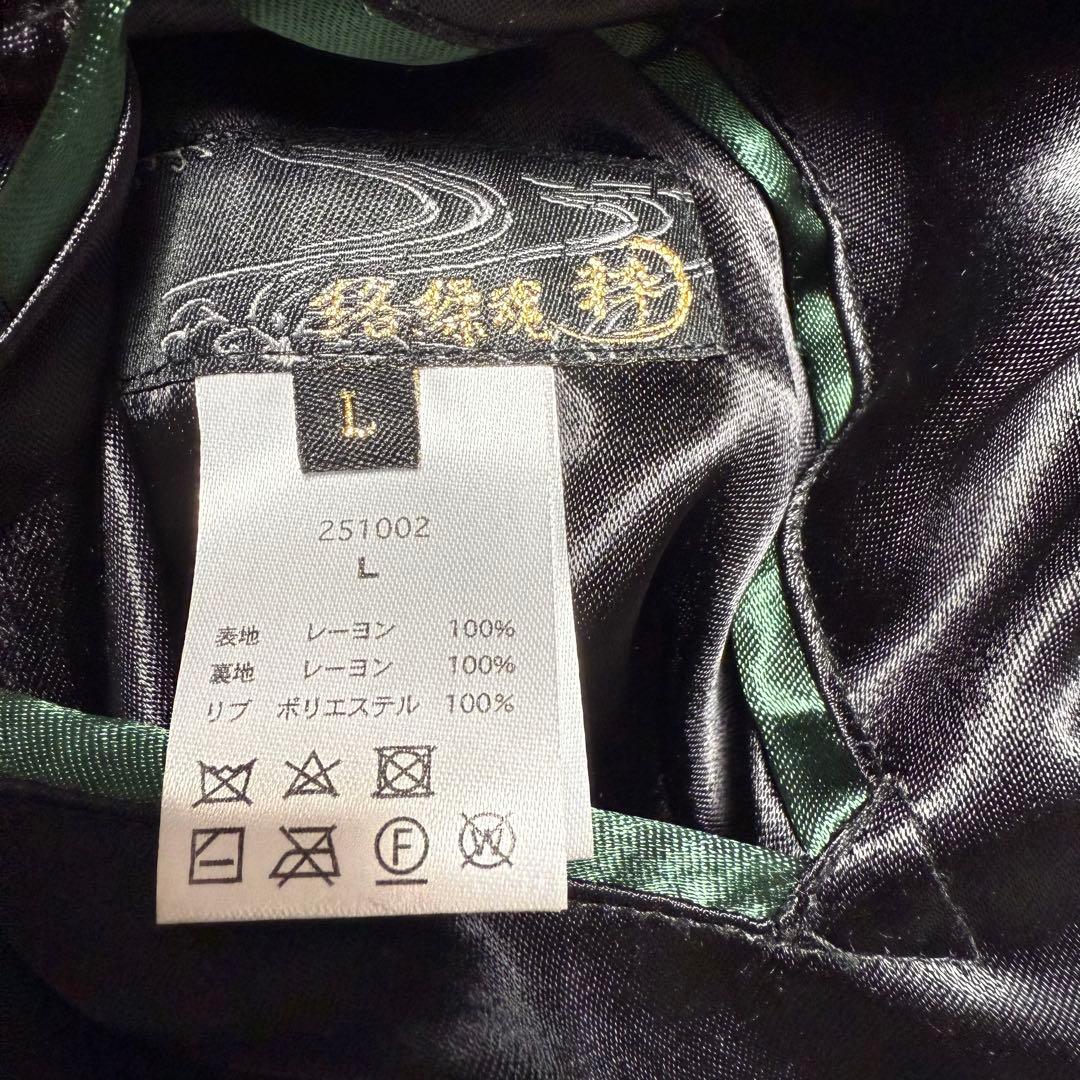 絡繰魂 粋
L
251002
L
表地 レーヨン 100%
裏地 レーヨン 100%
リブ ポリエステル 100%
F W